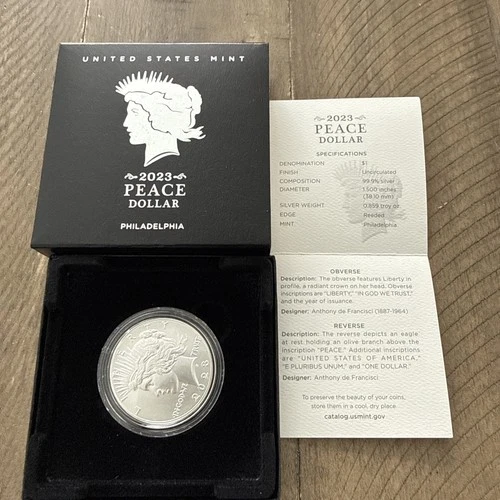 UNITED STATES MINT
2023
PEACE
DOLLAR
PHILADELPHIA
2023
PEACE
DOLLAR
SPECIFICATIONS
DENOMINATION $1
FINISH Uncirculated
COMPOSITION 99.9% silver
DIAMETER 1.500 inches
(38.10 mm)
SILVER WEIGHT 0.859 troy oz.
EDGE Reeded
MINT Philadelphia
OBVERSE
Description: The obverse features Liberty in
profile, a radiant crown on her head. Obverse
inscriptions are "LIBERTY," "IN GOD WE TRUST,"
and the year of issuance.
Designer: Anthony de Francisci (1887-1964)
REVERSE
Description: The reverse depicts an eagle
at rest holding an olive branch above the
inscription "PEACE." Additional inscriptions
are "UNITED STATES OF AMERICA,"
"E PLURIBUS UNUM," and "ONE DOLLAR."
Designer: Anthony de Francisci
To preserve the beauty of your coins,
store them in a cool, dry place.
catalog.usmint.gov
2023